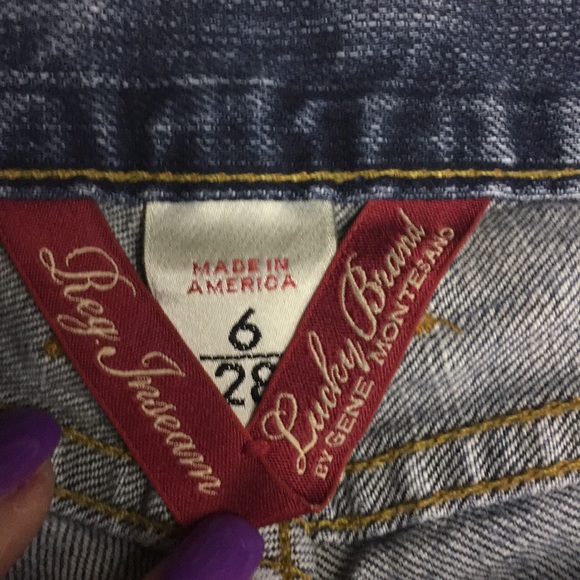 Reg. Inseam
MADE IN
AMERICA
6
28
Lucky Brand
BY GENE MONTESANO